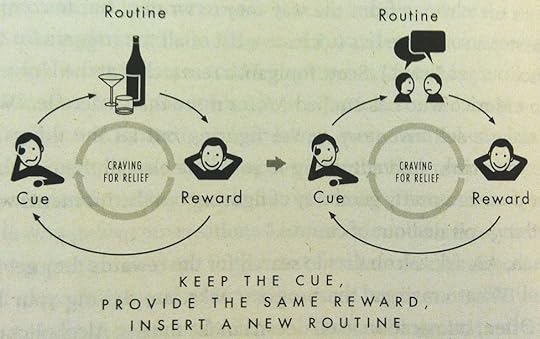 Routine
Routine
CRAVING
FOR RELIEF
CRAVING
FOR RELIEF
Cue
Reward
Cue
Reward
KEEP THE CUE,
PROVIDE THE SAME REWARD,
INSERT A NEW ROUTINE